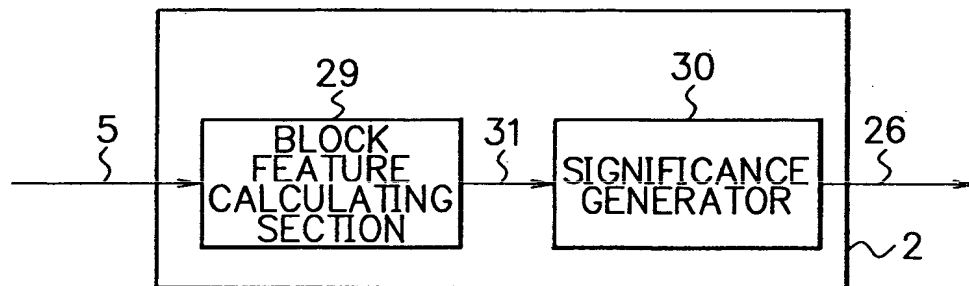 29
30
5
31
26
BLOCK
FEATURE
CALCULATING
SECTION
SIGNIFICANCE
GENERATOR
2